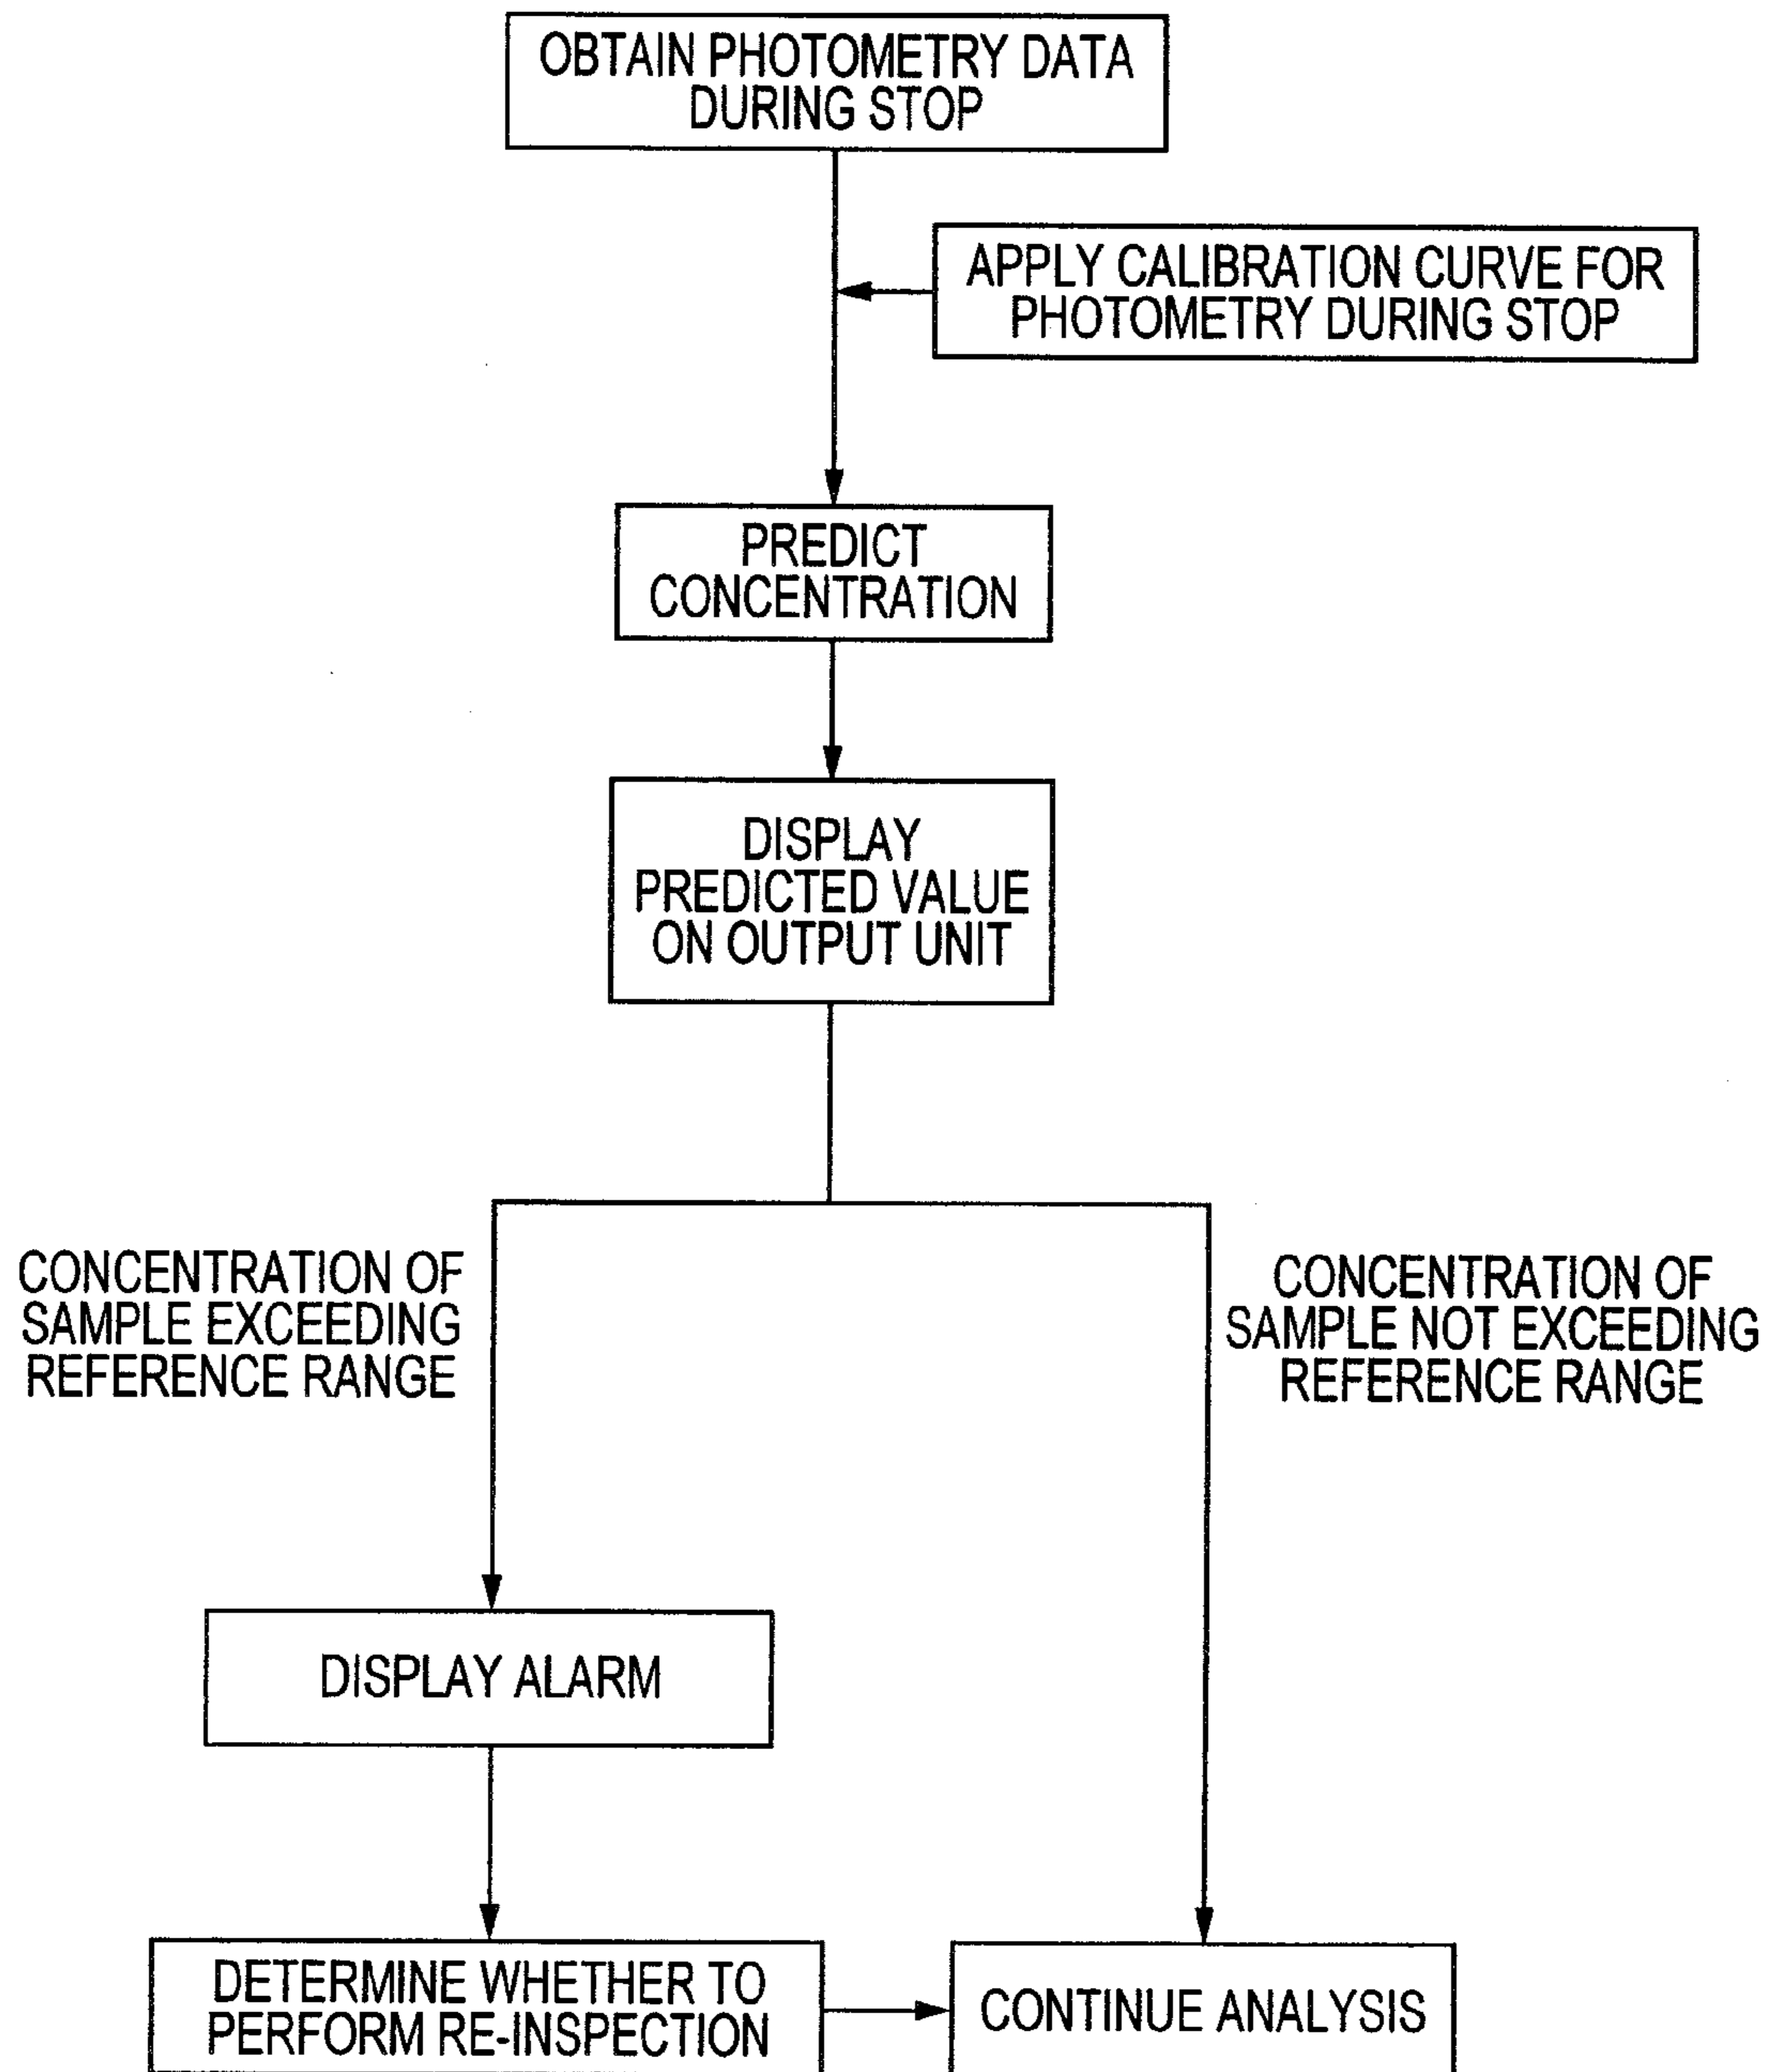 OBTAIN PHOTOMETRY DATA
DURING STOP
APPLY CALIBRATION CURVE FOR
PHOTOMETRY DURING STOP
PREDICT
CONCENTRATION
DISPLAY
PREDICTED VALUE
ON OUTPUT UNIT
CONCENTRATION OF
SAMPLE EXCEEDING
REFERENCE RANGE
CONCENTRATION OF
SAMPLE NOT EXCEEDING
REFERENCE RANGE
DISPLAY ALARM
DETERMINE WHETHER TO
PERFORM RE-INSPECTION
CONTINUE ANALYSIS